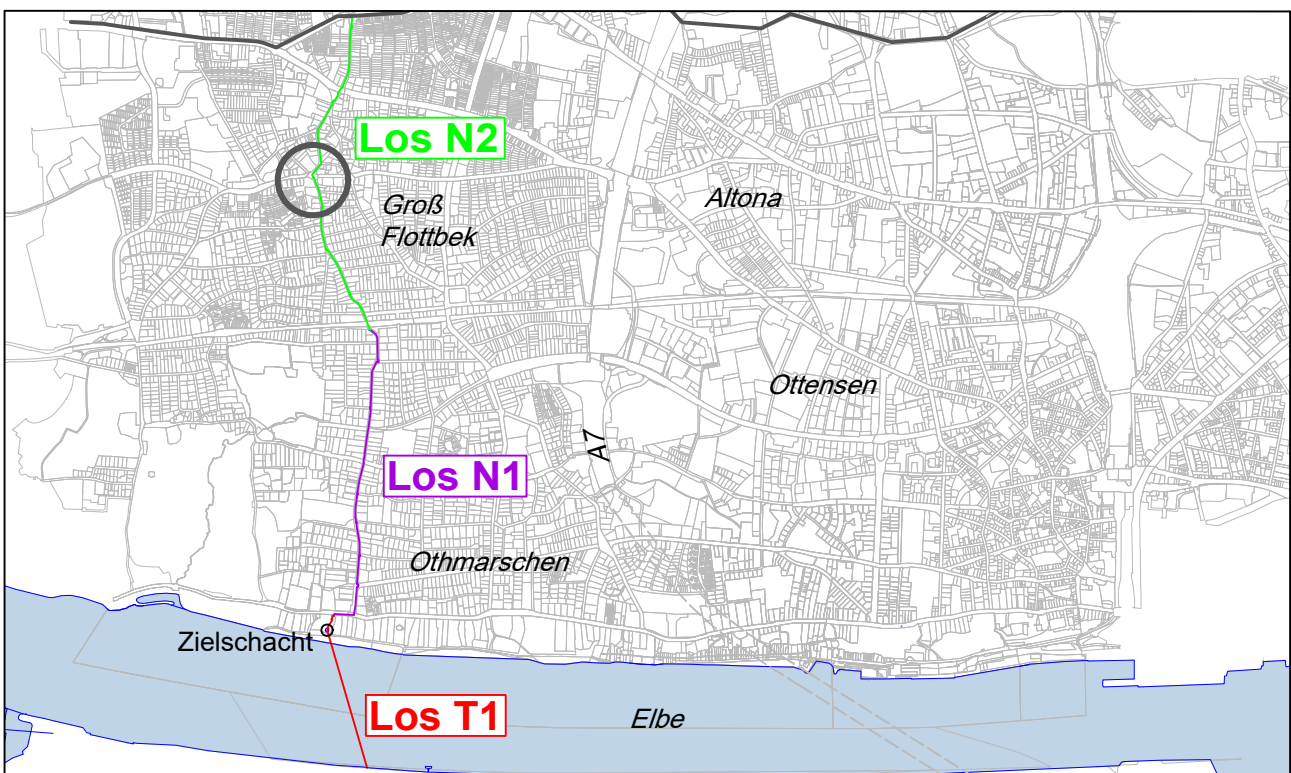 Los N2
Groß
Flottbek
Altona
Ottensen
A7
Los N1
Othmarschen
Zielschacht
Los T1
Elbe